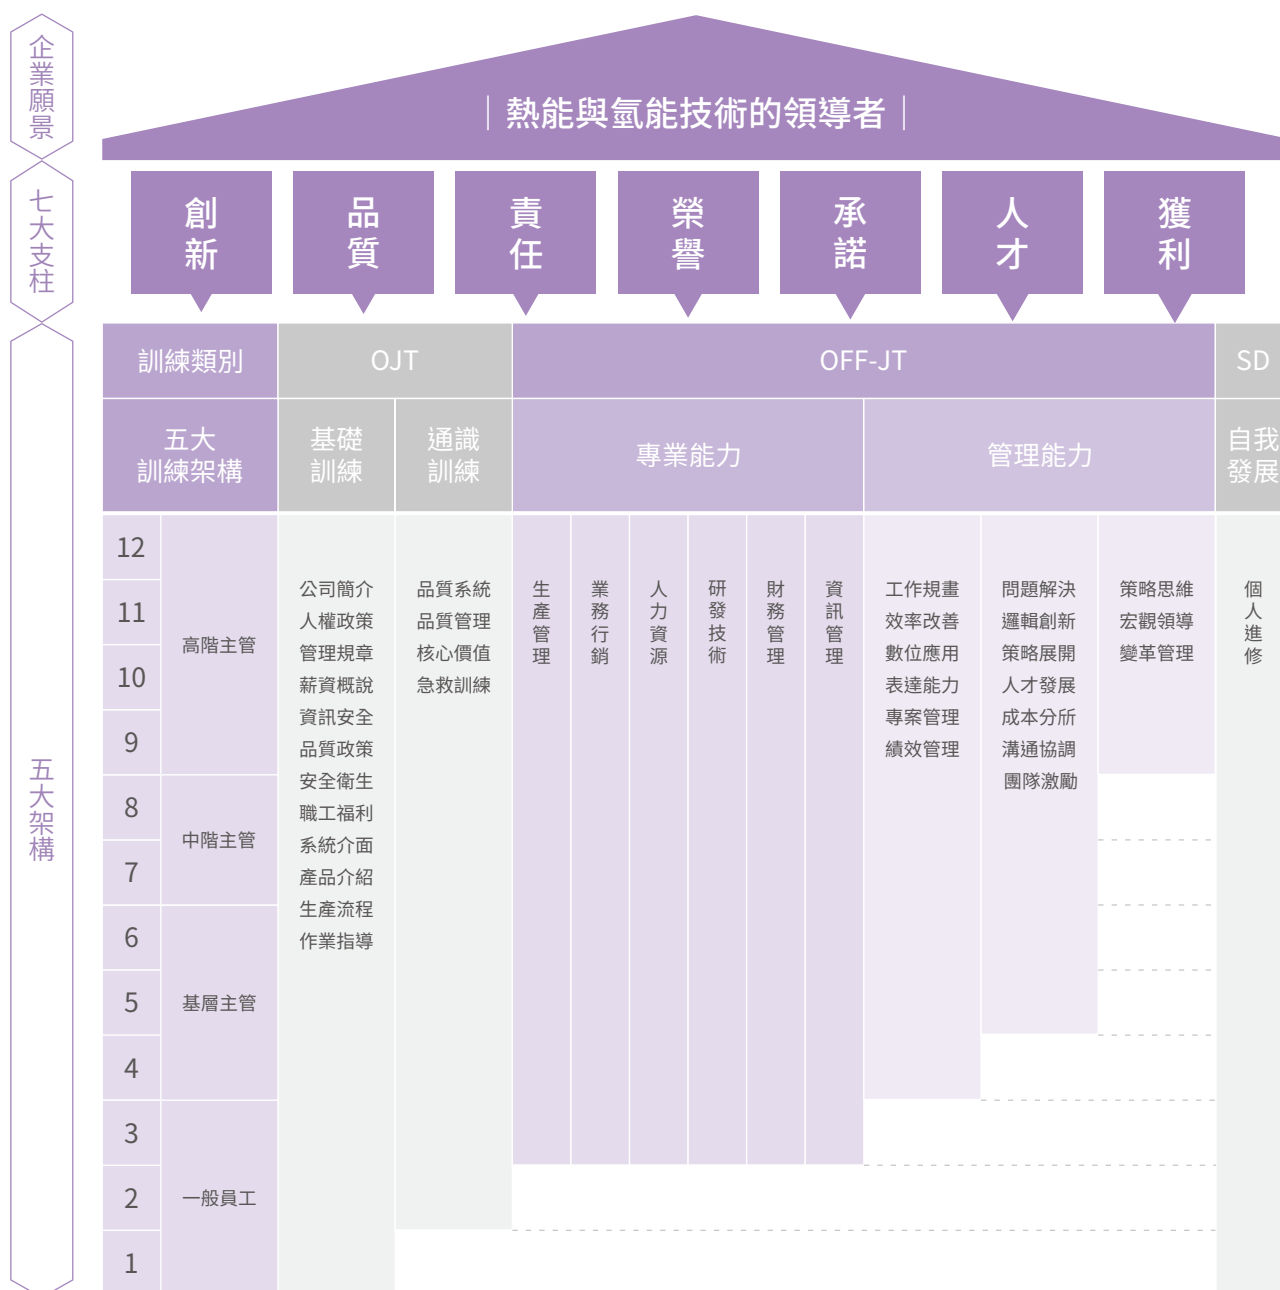 企業願景
熱能與氫能技術的領導者
七大支柱
創新
品質
責任
榮譽
承諾
人才
獲利
五大架構
訓練類別
OJT
OFF-JT
SD
五大
訓練架構
基礎
訓練
通識
訓練
專業能力
管理能力
自我
發展
12
11
10
9
8
7
6
5
4
3
2
1
高階主管
中階主管
基層主管
一般員工
公司簡介
人權政策
管理規章
薪資概說
資訊安全
品質政策
安全衛生
職工福利
系統介面
產品介紹
生產流程
作業指導
品質系統
品質管理
核心價值
急救訓練
生產管理
業務行銷
人力資源
研發技術
財務管理
資訊管理
工作規畫
效率改善
數位應用
表達能力
專案管理
績效管理
問題解決
邏輯創新
策略展開
人才發展
成本分所
溝通協調
團隊激勵
策略思維
宏觀領導
變革管理
個人進修